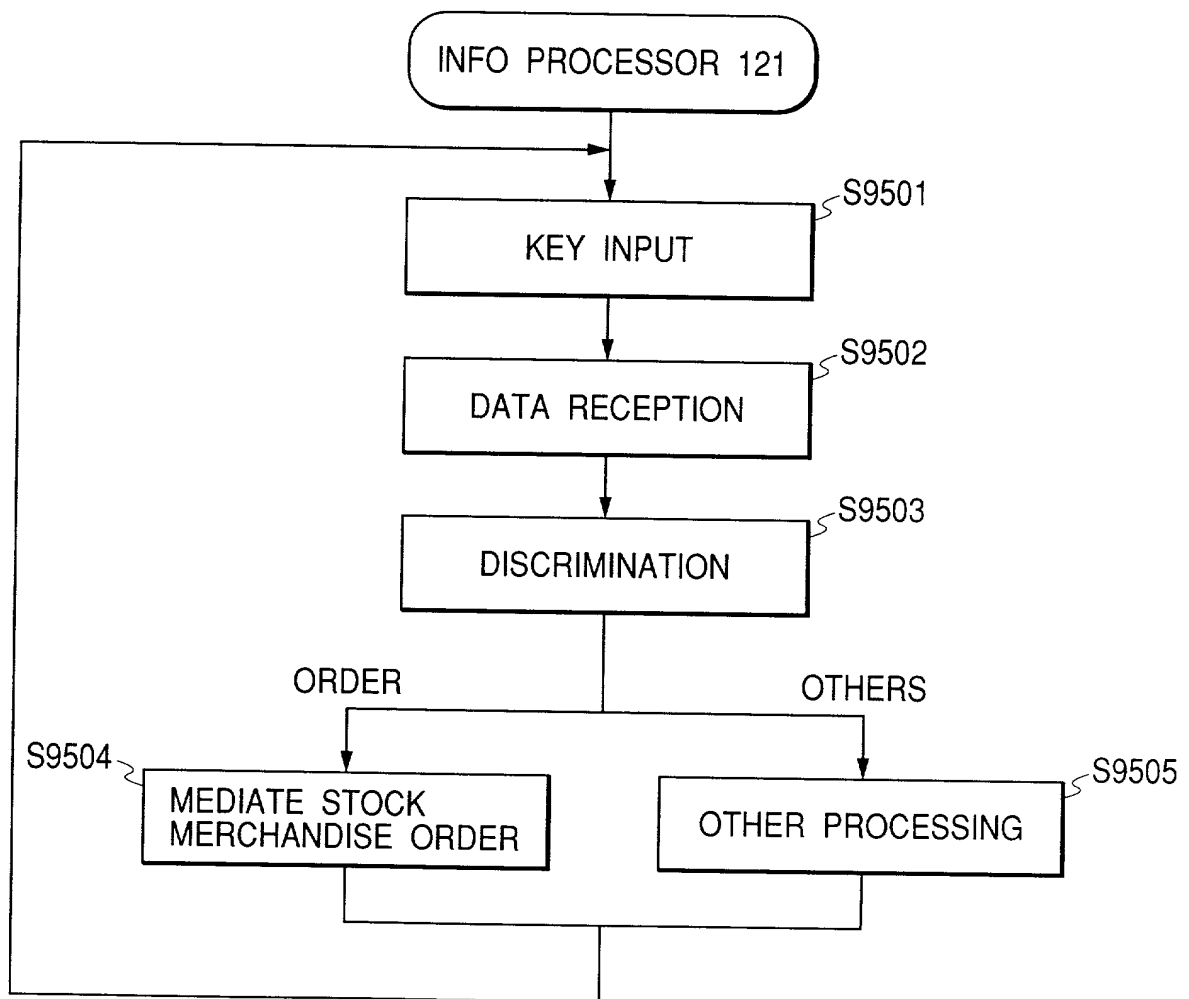 INFO PROCESSOR 121
S9501
KEY INPUT
S9502
DATA RECEPTION
S9503
DISCRIMINATION
ORDER
OTHERS
S9504
MEDIATE STOCK
MERCHANDISE ORDER
S9505
OTHER PROCESSING